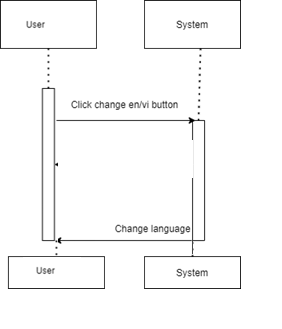 User
System
Click change en/vi button
Change language
User
System